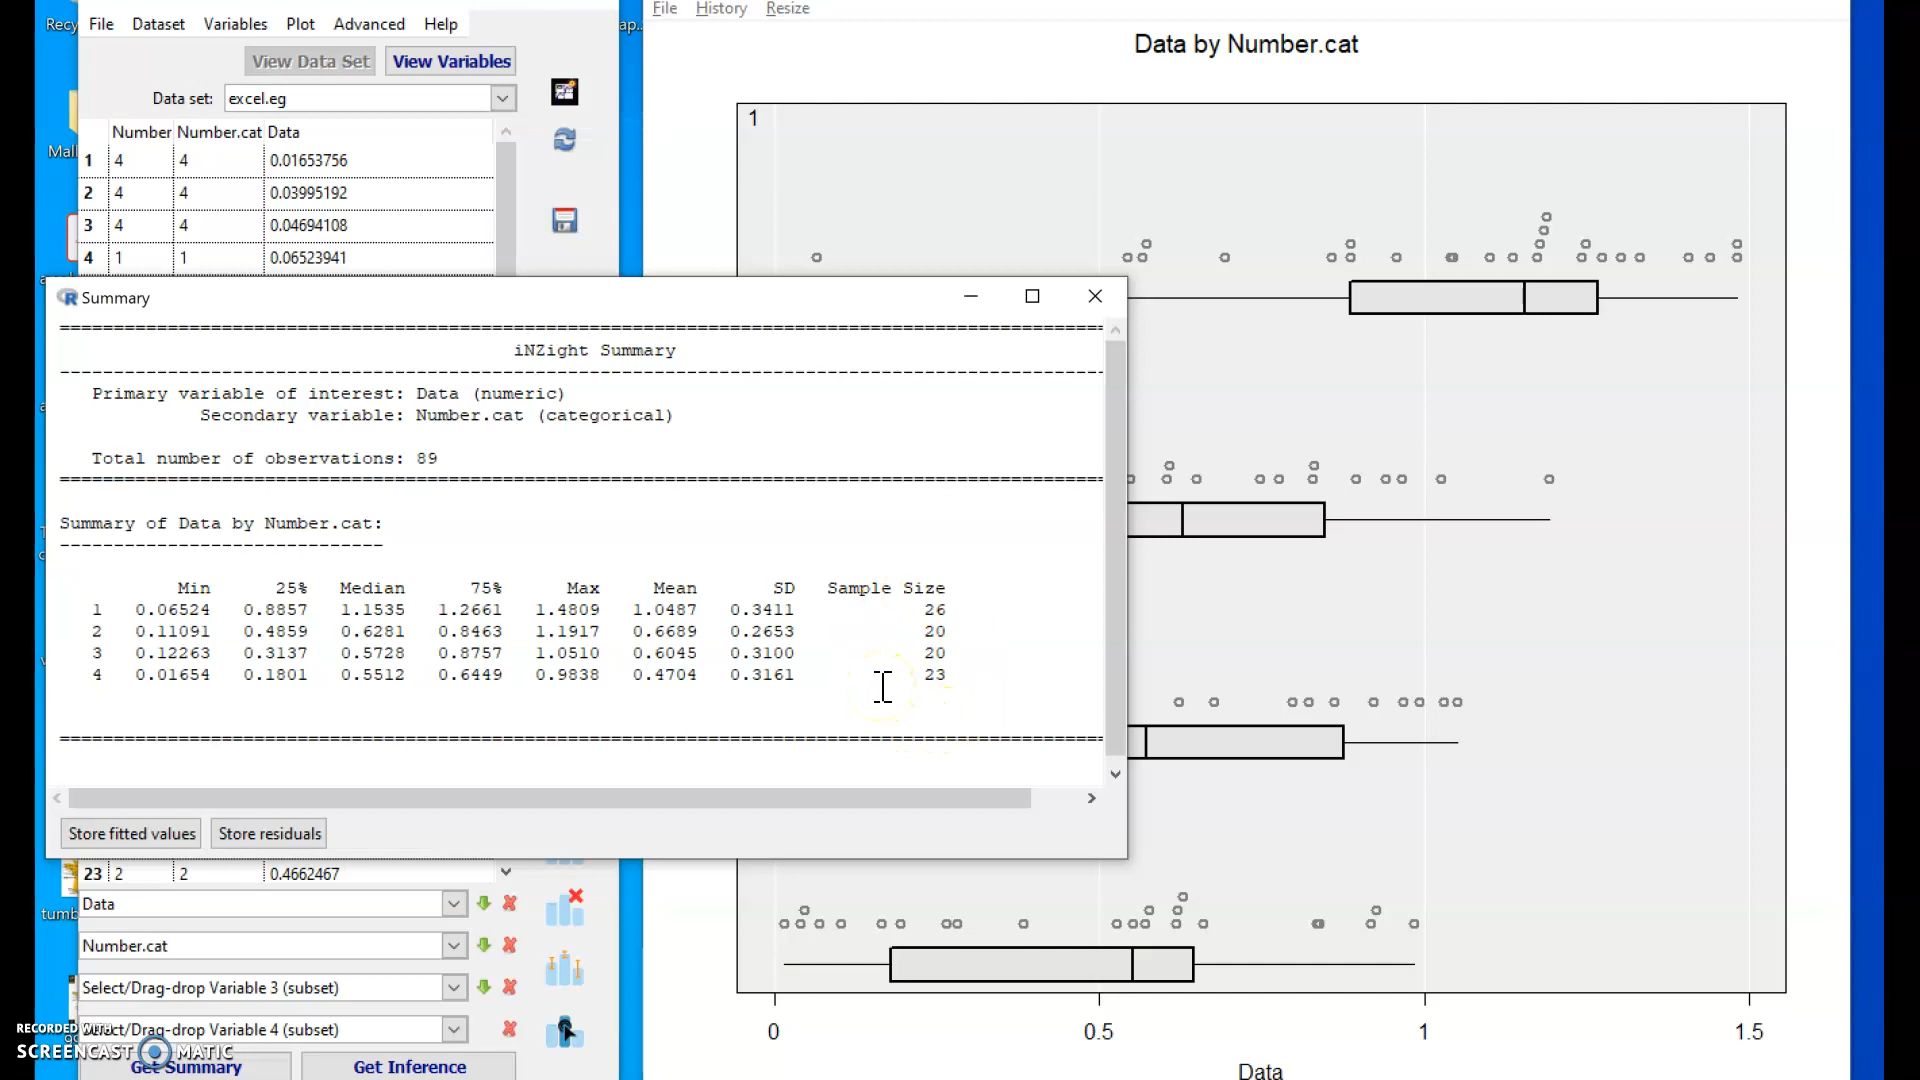 Recy
File Dataset Variables Plot Advanced Help
ap...
File History Resize
View Data Set View Variables
Data by Number.cat
Data set: excel.eg
Number Number.cat Data
1 4 4 0.01653756
2 4 4 0.03995192
3 4 4 0.04694108
4 1 1 0.06523941
Mall
1
Summary
iNZight Summary
Primary variable of interest: Data (numeric)
Secondary variable: Number.cat (categorical)
Total number of observations: 89
Summary of Data by Number.cat:
Min 25% Median 75% Max Mean SD Sample Size
1 0.06524 0.8857 1.1535 1.2661 1.4809 1.0487 0.3411 26
2 0.11091 0.4859 0.6281 0.8463 1.1917 0.6689 0.2653 20
3 0.12263 0.3137 0.5728 0.8757 1.0510 0.6045 0.3100 20
4 0.01654 0.1801 0.5512 0.6449 0.9838 0.4704 0.3161 23
Store fitted values Store residuals
23 2 2 0.4662467
tumb
Data
Number.cat
Select/Drag-drop Variable 3 (subset)
Select/Drag-drop Variable 4 (subset)
Get Summary Get Inference
0 0.5 1 1.5
Data
RECORDED WITH
SCREENCAST MATIC